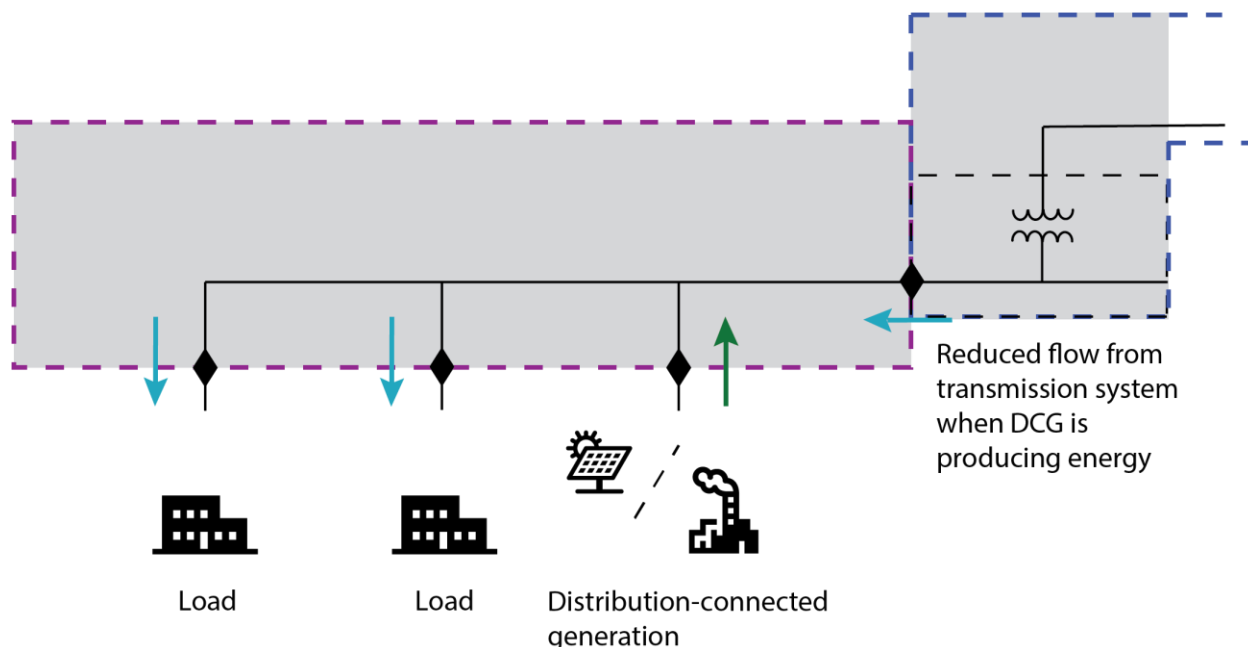 Reduced flow from
transmission system
when DCG is
producing energy
Load
Load
Distribution-connected
generation